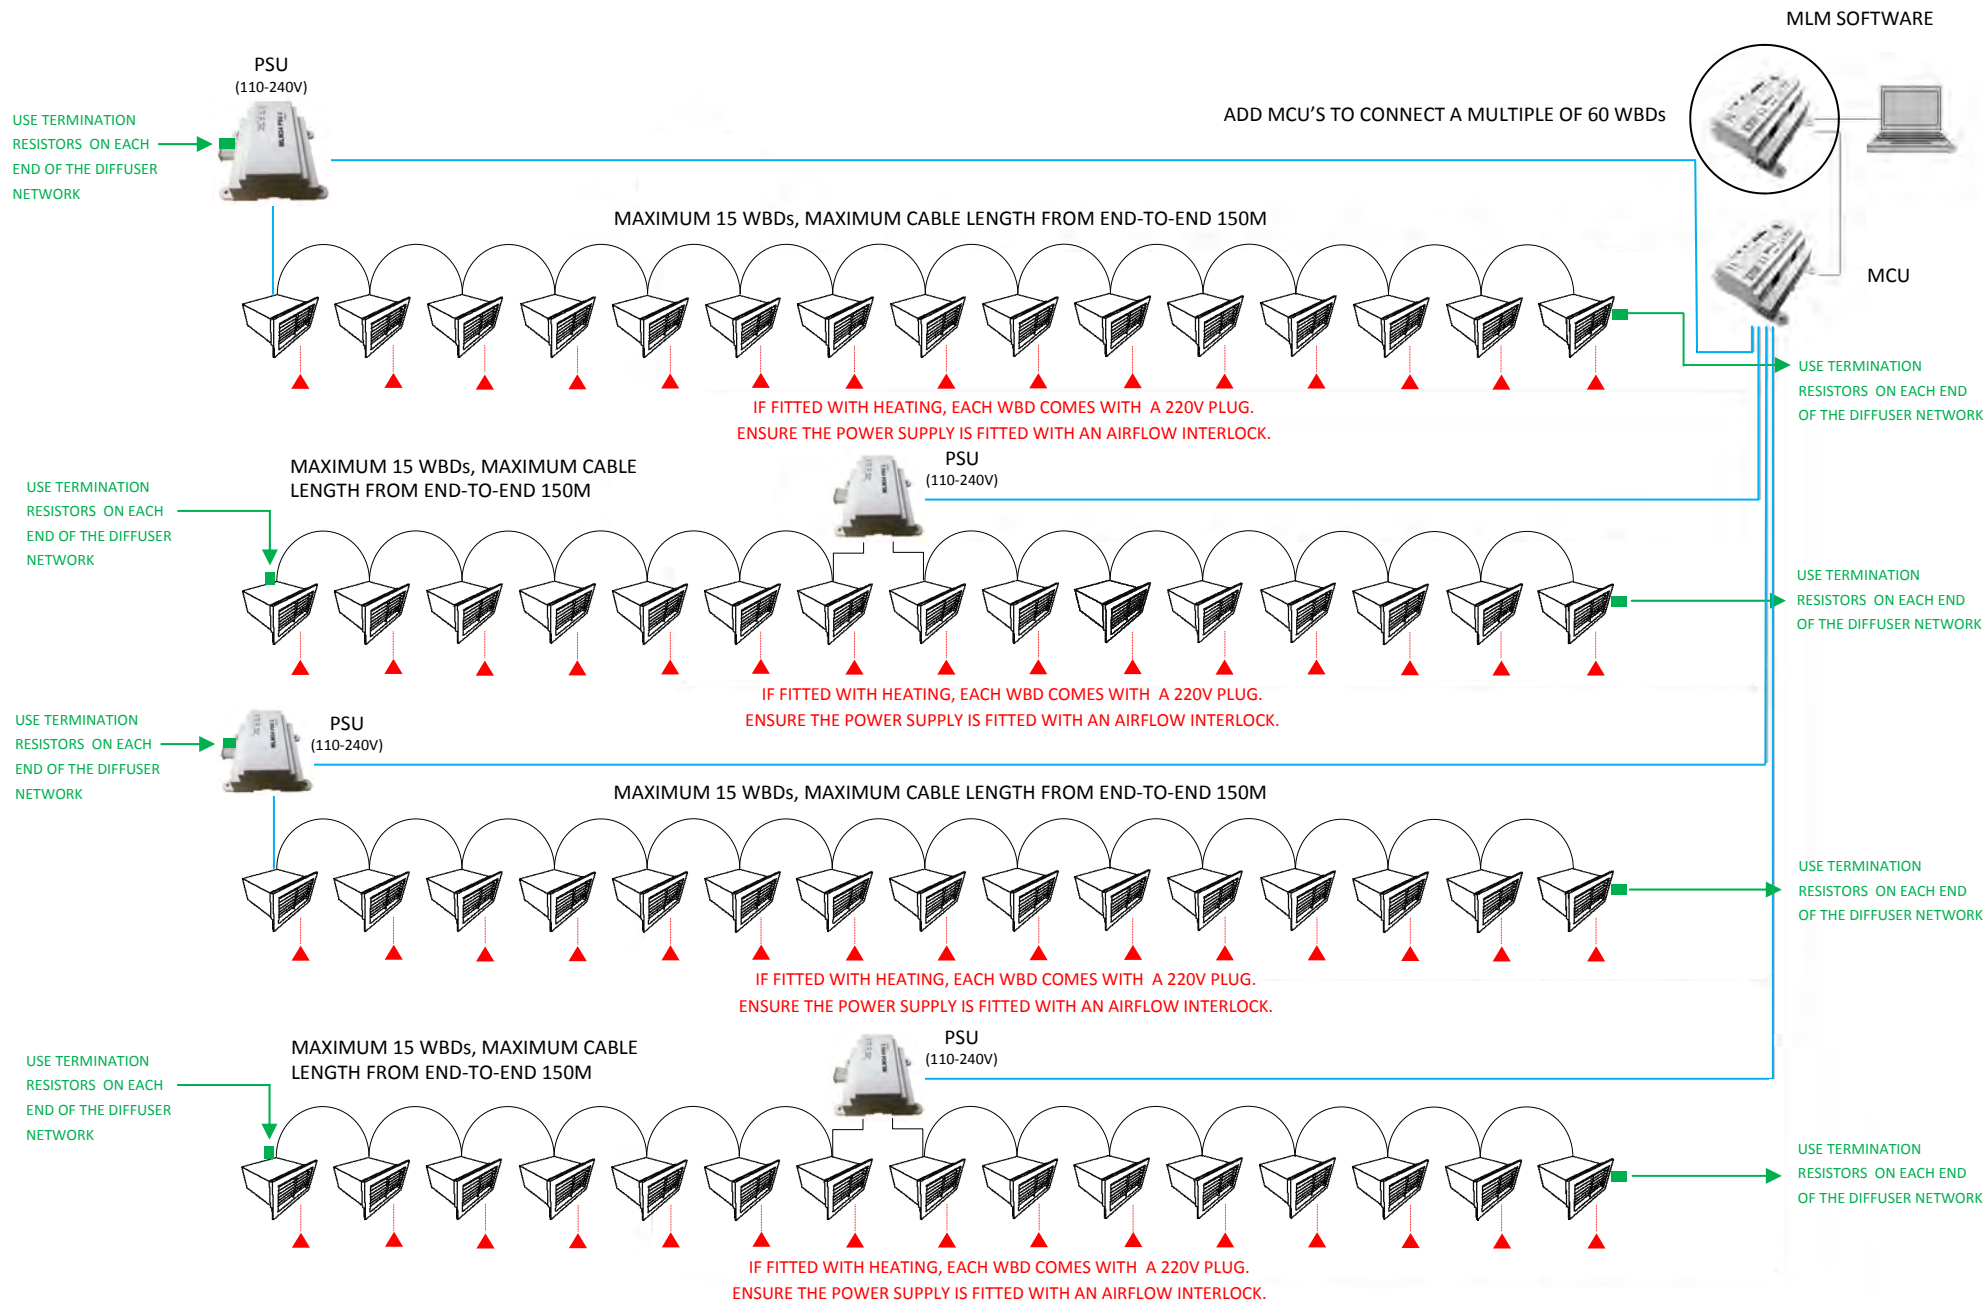 MLM SOFTWARE
PSU
(110-240V)
ADD MCU'S TO CONNECT A MULTIPLE OF 60 WBDs
USE TERMINATION
RESISTORS ON EACH
END OF THE DIFFUSER
NETWORK
MAXIMUM 15 WBDs, MAXIMUM CABLE LENGTH FROM END-TO-END 150M
MCU
USE TERMINATION
RESISTORS ON EACH END
OF THE DIFFUSER NETWORK
IF FITTED WITH HEATING, EACH WBD COMES WITH A 220V PLUG.
ENSURE THE POWER SUPPLY IS FITTED WITH AN AIRFLOW INTERLOCK.
MAXIMUM 15 WBDs, MAXIMUM CABLE
LENGTH FROM END-TO-END 150M
PSU
(110-240V)
USE TERMINATION
RESISTORS ON EACH
END OF THE DIFFUSER
NETWORK
USE TERMINATION
RESISTORS ON EACH END
OF THE DIFFUSER NETWORK
IF FITTED WITH HEATING, EACH WBD COMES WITH A 220V PLUG.
ENSURE THE POWER SUPPLY IS FITTED WITH AN AIRFLOW INTERLOCK.
USE TERMINATION
RESISTORS ON EACH
END OF THE DIFFUSER
NETWORK
PSU
(110-240V)
MAXIMUM 15 WBDs, MAXIMUM CABLE LENGTH FROM END-TO-END 150M
USE TERMINATION
RESISTORS ON EACH END
OF THE DIFFUSER NETWORK
IF FITTED WITH HEATING, EACH WBD COMES WITH A 220V PLUG.
ENSURE THE POWER SUPPLY IS FITTED WITH AN AIRFLOW INTERLOCK.
MAXIMUM 15 WBDs, MAXIMUM CABLE
LENGTH FROM END-TO-END 150M
PSU
(110-240V)
USE TERMINATION
RESISTORS ON EACH
END OF THE DIFFUSER
NETWORK
USE TERMINATION
RESISTORS ON EACH END
OF THE DIFFUSER NETWORK
IF FITTED WITH HEATING, EACH WBD COMES WITH A 220V PLUG.
ENSURE THE POWER SUPPLY IS FITTED WITH AN AIRFLOW INTERLOCK.